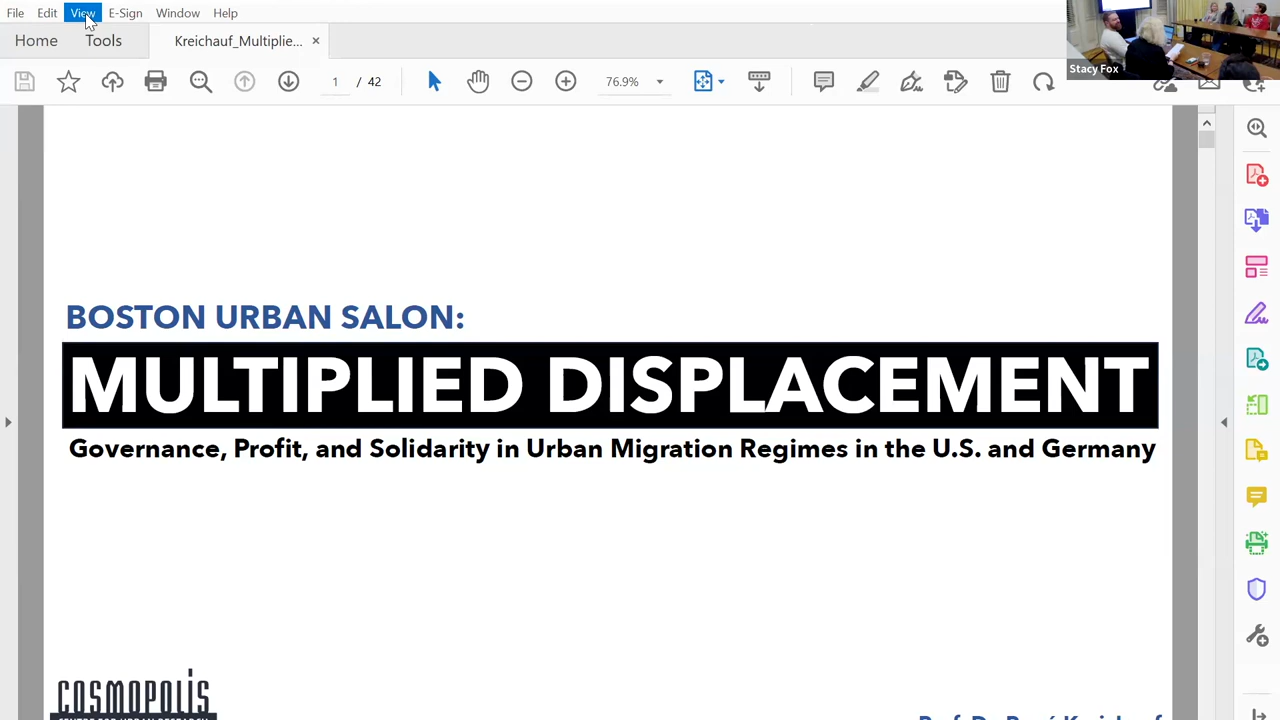 File Edit View E-Sign Window Help
Home Tools Kreichauf_Multiplie... ×
1 / 42 76.9%
Stacy Fox
BOSTON URBAN SALON:
MULTIPLIED DISPLACEMENT
Governance, Profit, and Solidarity in Urban Migration Regimes in the U.S. and Germany
COSMOPOLIS